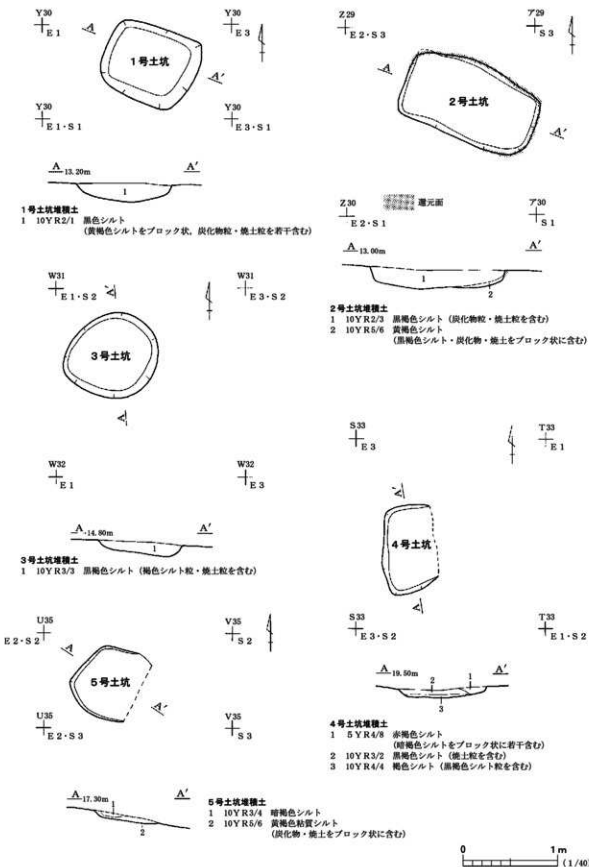 Y30
E1
Y30
E3
A
A′
1号土坑
Y30
E1・S1
Y30
E3・S1
A 13.20m A′
1
1号土坑堆積土
1 10YR2/1 黒色シルト
(黄褐色シルトをブロック状, 炭化物粒・焼土粒を若干含む)
Z29
E2・S3
ア29
S3
A
A′
2号土坑
Z30
E2・S1
還元面
ア30
S1
A 13.00m A′
1
2
2号土坑堆積土
1 10YR2/3 黒褐色シルト (炭化物粒・焼土粒を含む)
2 10YR5/6 黄褐色シルト
(黒褐色シルト・炭化物・焼土をブロック状に含む)
W31
E1・S2
W31
E3・S2
A′
3号土坑
A
W32
E1
W32
E3
A 14.80m A′
1
3号土坑堆積土
1 10YR3/3 黒褐色シルト (褐色シルト粒・焼土粒を含む)
S33
E3
T33
E1
A′
4号土坑
A
S33
E3・S2
T33
E1・S2
A 19.50m A′
2 1
3
4号土坑堆積土
1 5YR4/8 赤褐色シルト
(暗褐色シルトをブロック状に若干含む)
2 10YR3/2 黒褐色シルト (焼土粒を含む)
3 10YR4/4 褐色シルト (黒褐色シルト粒を含む)
U35
E2・S2
V35
S2
A
5号土坑
A′
U35
E2・S3
V35
S3
A 17.30m A′
1
2
5号土坑堆積土
1 10YR3/4 暗褐色シルト
2 10YR5/6 黄褐色粘質シルト
(炭化物・焼土をブロック状に含む)
0 1m
(1/40)